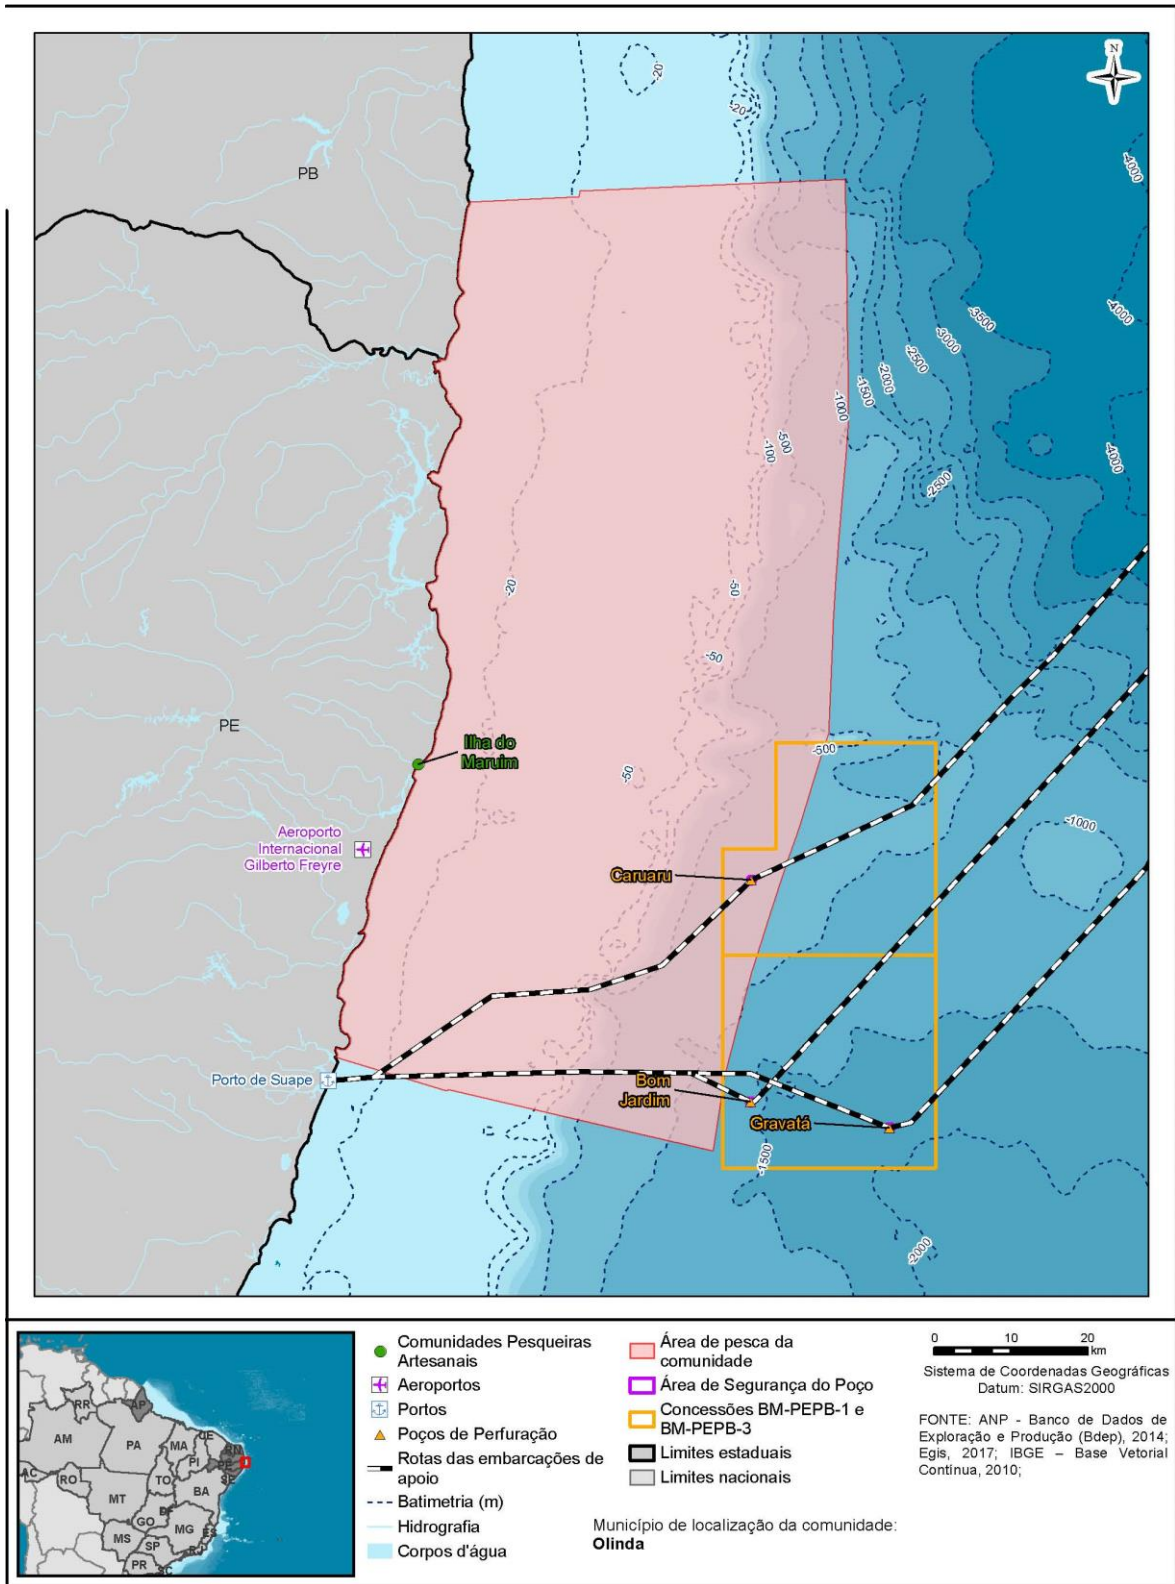 N
-20
-20
-4000
PB
-4000
-3500
-3000
-2500
-2000
-1500
-1000
-500
-100
-4000
-2500
-20
-50
-50
PE
Ilha do
Maruim
-500
-50
-1000
Aeroporto
Internacional
Gilberto Freyre
Caruaru
Porto de Suape
Bom
Jardim
Gravatá
-1500
-2000
Comunidades Pesqueiras
Artesanais
Aeroportos
Portos
Poços de Perfuração
Rotas das embarcações de
apoio
Batimetria (m)
Hidrografia
Corpos d'água
Área de pesca da
comunidade
Área de Segurança do Poço
Concessões BM-PEPB-1 e
BM-PEPB-3
Limites estaduais
Limites nacionais
Município de localização da comunidade:
Olinda
0 10 20
km
Sistema de Coordenadas Geográficas
Datum: SIRGAS2000
FONTE: ANP - Banco de Dados de
Exploração e Produção (Bdep), 2014;
Egis, 2017; IBGE – Base Vetorial
Contínua, 2010;
RR
AP
AM
PA
MA
CE
RN
PI
PE
AC
RO
TO
SE
MT
BA
DF
GO
MG
ES
MS
SP
RJ
PR
SC